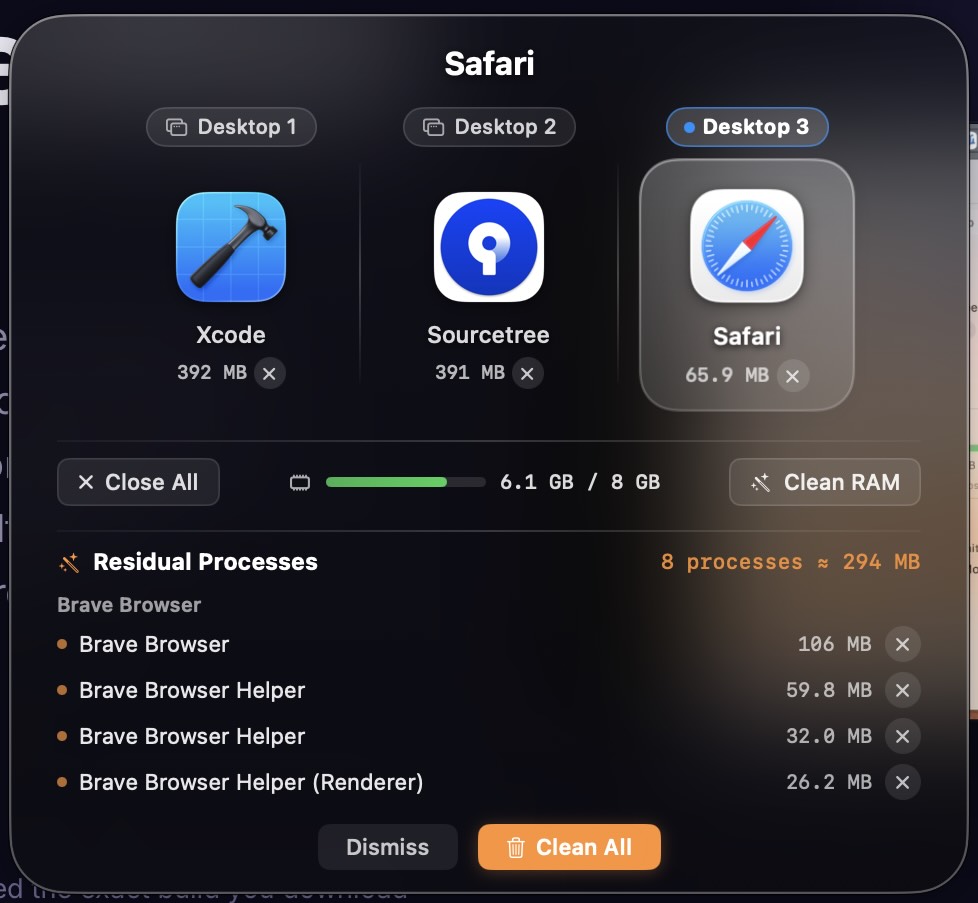 Safari
Desktop 1
Desktop 2
Desktop 3
Xcode
Sourcetree
Safari
392 MB
391 MB
65.9 MB
Close All
6.1 GB / 8 GB
Clean RAM
Residual Processes
8 processes ≈ 294 MB
Brave Browser
Brave Browser
106 MB
Brave Browser Helper
59.8 MB
Brave Browser Helper
32.0 MB
Brave Browser Helper (Renderer)
26.2 MB
Dismiss
Clean All